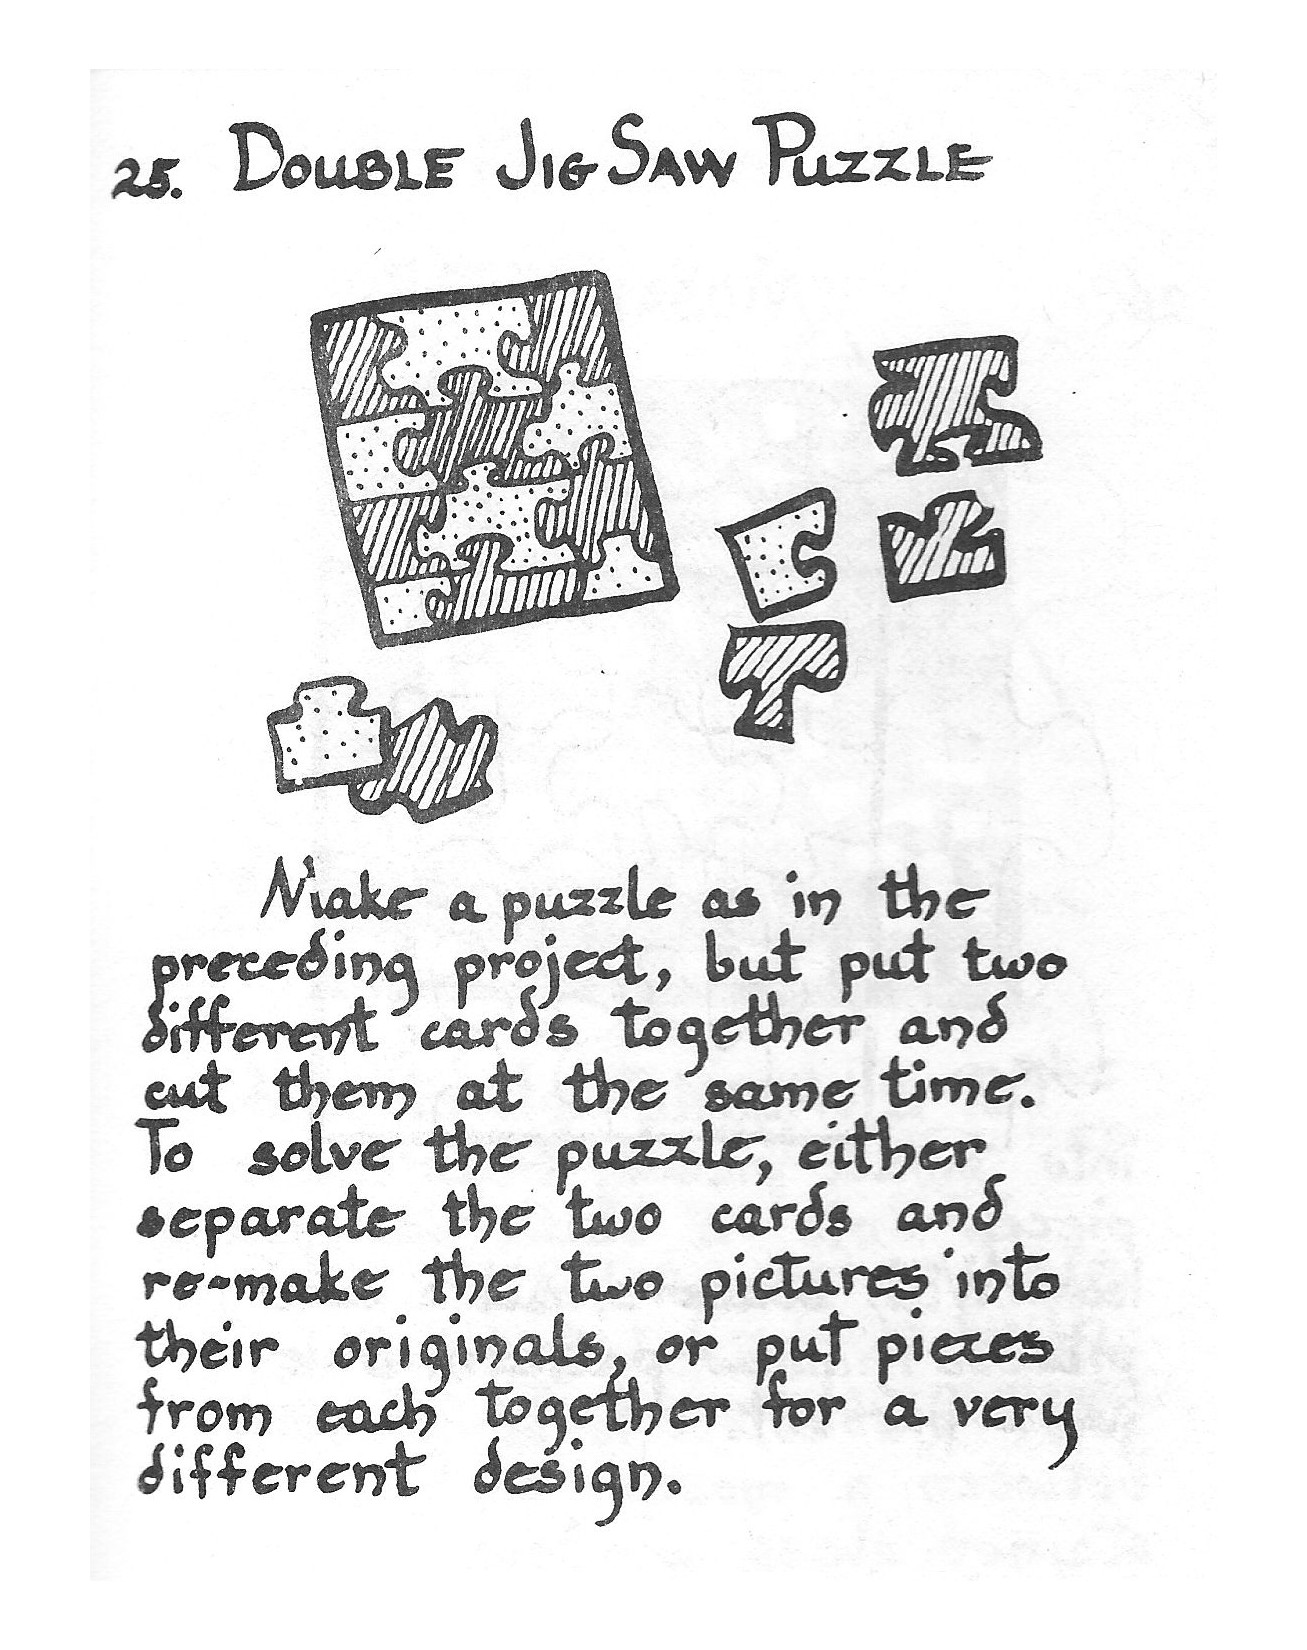 25. DOUBLE JIG SAW PUZZLE
Make a puzzle as in the
preceding project, but put two
different cards together and
cut them at the same time.
To solve the puzzle, either
separate the two cards and
re-make the two pictures into
their originals, or put pieces
from each together for a very
different design.